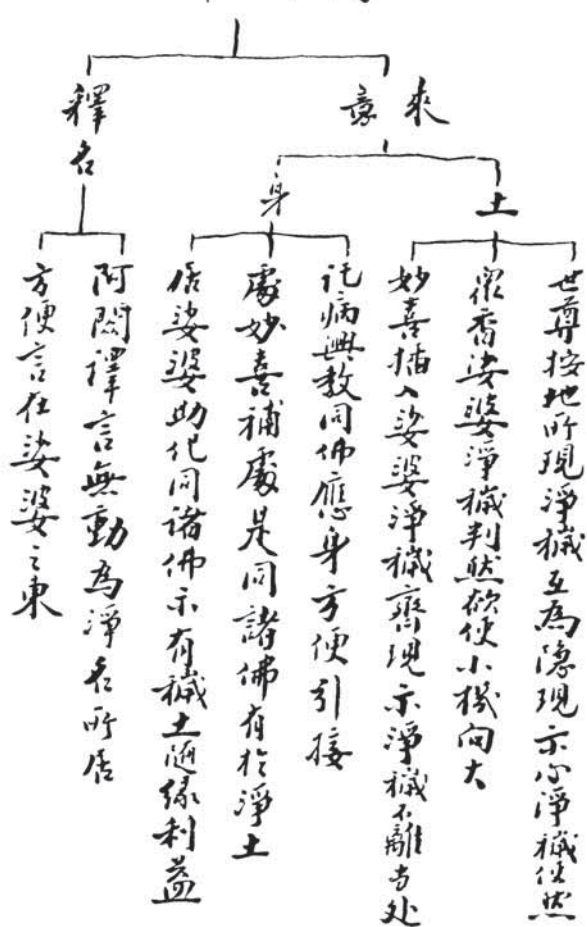 來意
土
世尊按地所現淨穢互為隱現示心淨穢使然
眾香娑婆淨穢判然欲使小機向大
妙喜插入娑婆淨穢齊現示淨穢不離当处
身
託病興教同佛應身方便引接
處妙喜補處是同諸佛有於淨土
居娑婆助化同諸佛示有穢土隨緣利益
釋名
阿閦譯言無動為淨名所居
方便言在娑婆之東